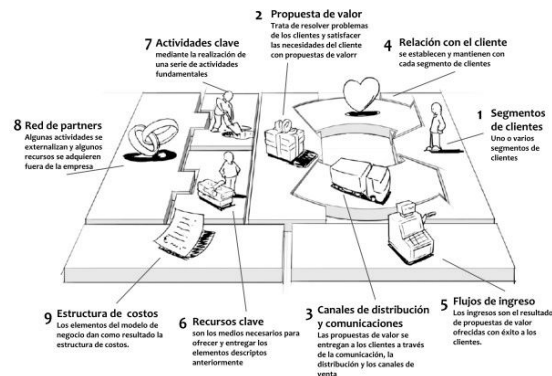 2 Propuesta de valor
Trata de resolver problemas
de los clientes y satisfacer
las necesidades del cliente
con propuestas de valorr
7 Actividades clave
mediante la realización de
una serie de actividades
fundamentales
4 Relación con el cliente
se establecen y mantienen con
cada segmento de clientes
8 Red de partners
Algunas actividades se
externalizan y algunos
recursos se adquieren
fuera de la empresa
1 Segmentos
de clientes
Uno o varios
segmentos de
clientes
9 Estructura de costos
Los elementos del modelo de
negocio dan como resultado la
estructura de costos.
6 Recursos clave
son los medios necesarios para
ofrecer y entregar los
elementos descriptos
anteriormente
3 Canales de distribución
y comunicaciones
Las propuestas de valor se
entregan a los clientes a través
de la comunicación, la
distribución y los canales de
venta
5 Flujos de ingreso
Los ingresos son el resultado
de propuestas de valor
ofrecidas con éxito a los
clientes.